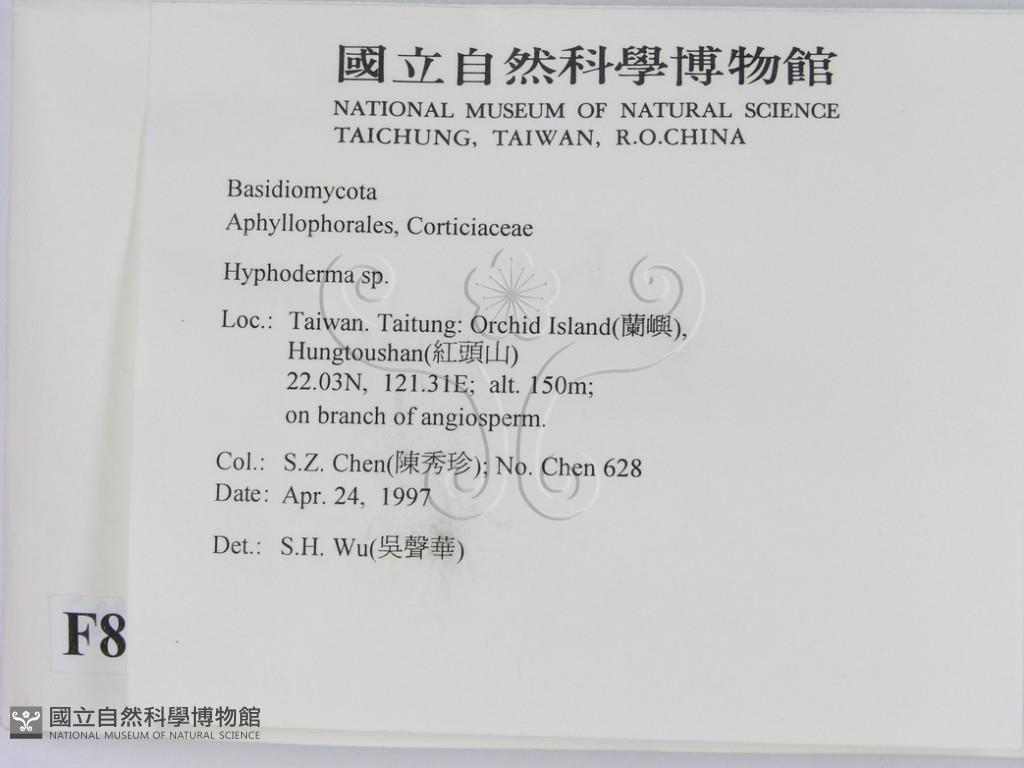 國立自然科學博物館
NATIONAL MUSEUM OF NATURAL SCIENCE
TAICHUNG, TAIWAN, R.O.CHINA
Basidiomycota
Aphyllophorales, Corticiaceae
Hyphoderma sp.
Loc.: Taiwan. Taitung: Orchid Island(蘭嶼),
Hungtoushan(紅頭山)
22.03N, 121.31E; alt. 150m;
on branch of angiosperm.
Col.: S.Z. Chen(陳秀珍); No. Chen 628
Date: Apr. 24, 1997
Det.: S.H. Wu(吳聲華)
F8
國立自然科學博物館
NATIONAL MUSEUM OF NATURAL SCIENCE